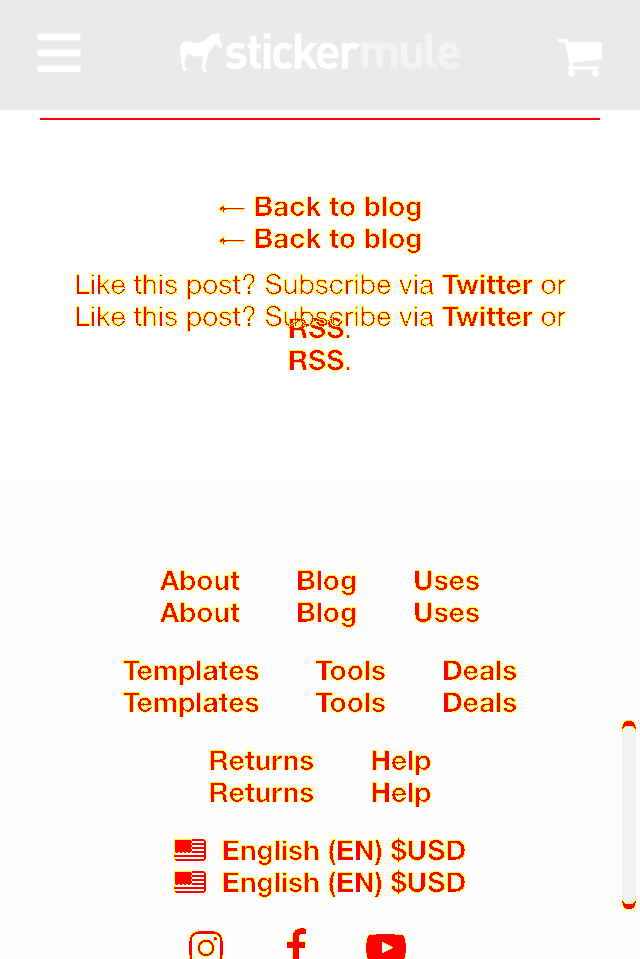 stickermule
← Back to blog
← Back to blog
Like this post? Subscribe via Twitter or
Like this post? Subscribe via Twitter or
RSS.
RSS.
About Blog Uses
About Blog Uses
Templates Tools Deals
Templates Tools Deals
Returns Help
Returns Help
English (EN) $USD
English (EN) $USD